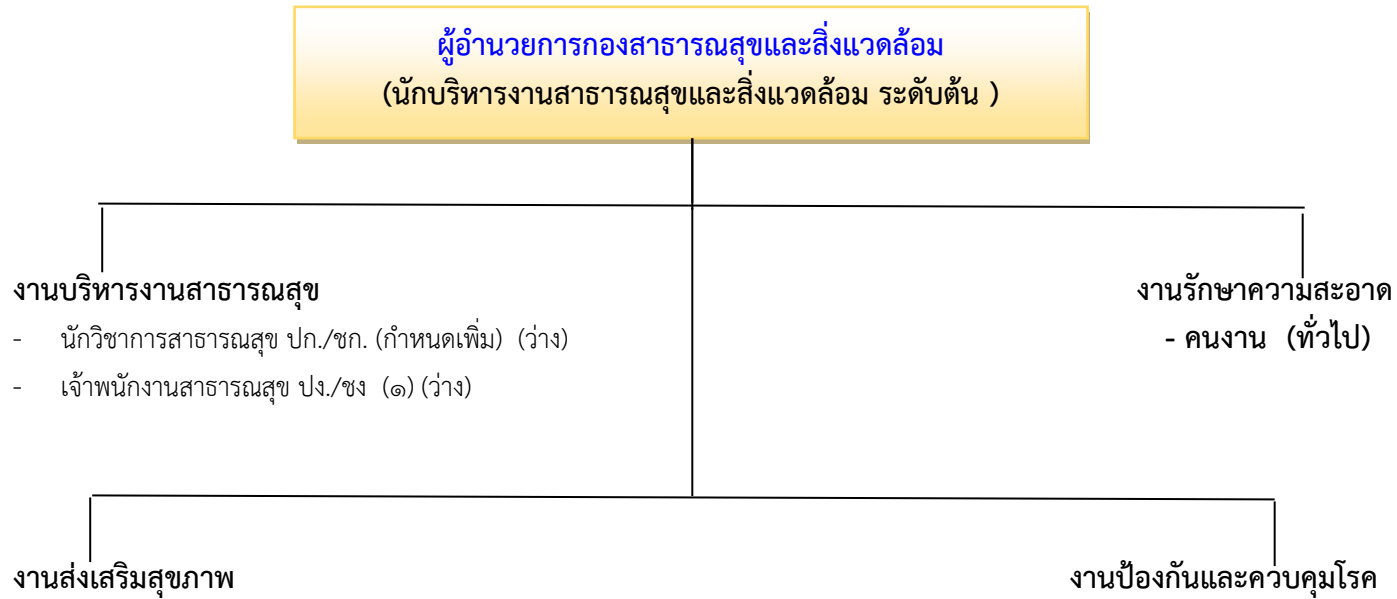 ผู้อำนวยการกองสาธารณสุขและสิ่งแวดล้อม
(นักบริหารงานสาธารณสุขและสิ่งแวดล้อม ระดับต้น )
งานบริหารงานสาธารณสุข
- นักวิชาการสาธารณสุข ปก./ชก. (กำหนดเพิ่ม) (ว่าง)
- เจ้าพนักงานสาธารณสุข ปง./ชง (๑) (ว่าง)
งานรักษาความสะอาด
- คนงาน (ทั่วไป)
งานส่งเสริมสุขภาพ
งานป้องกันและควบคุมโรค